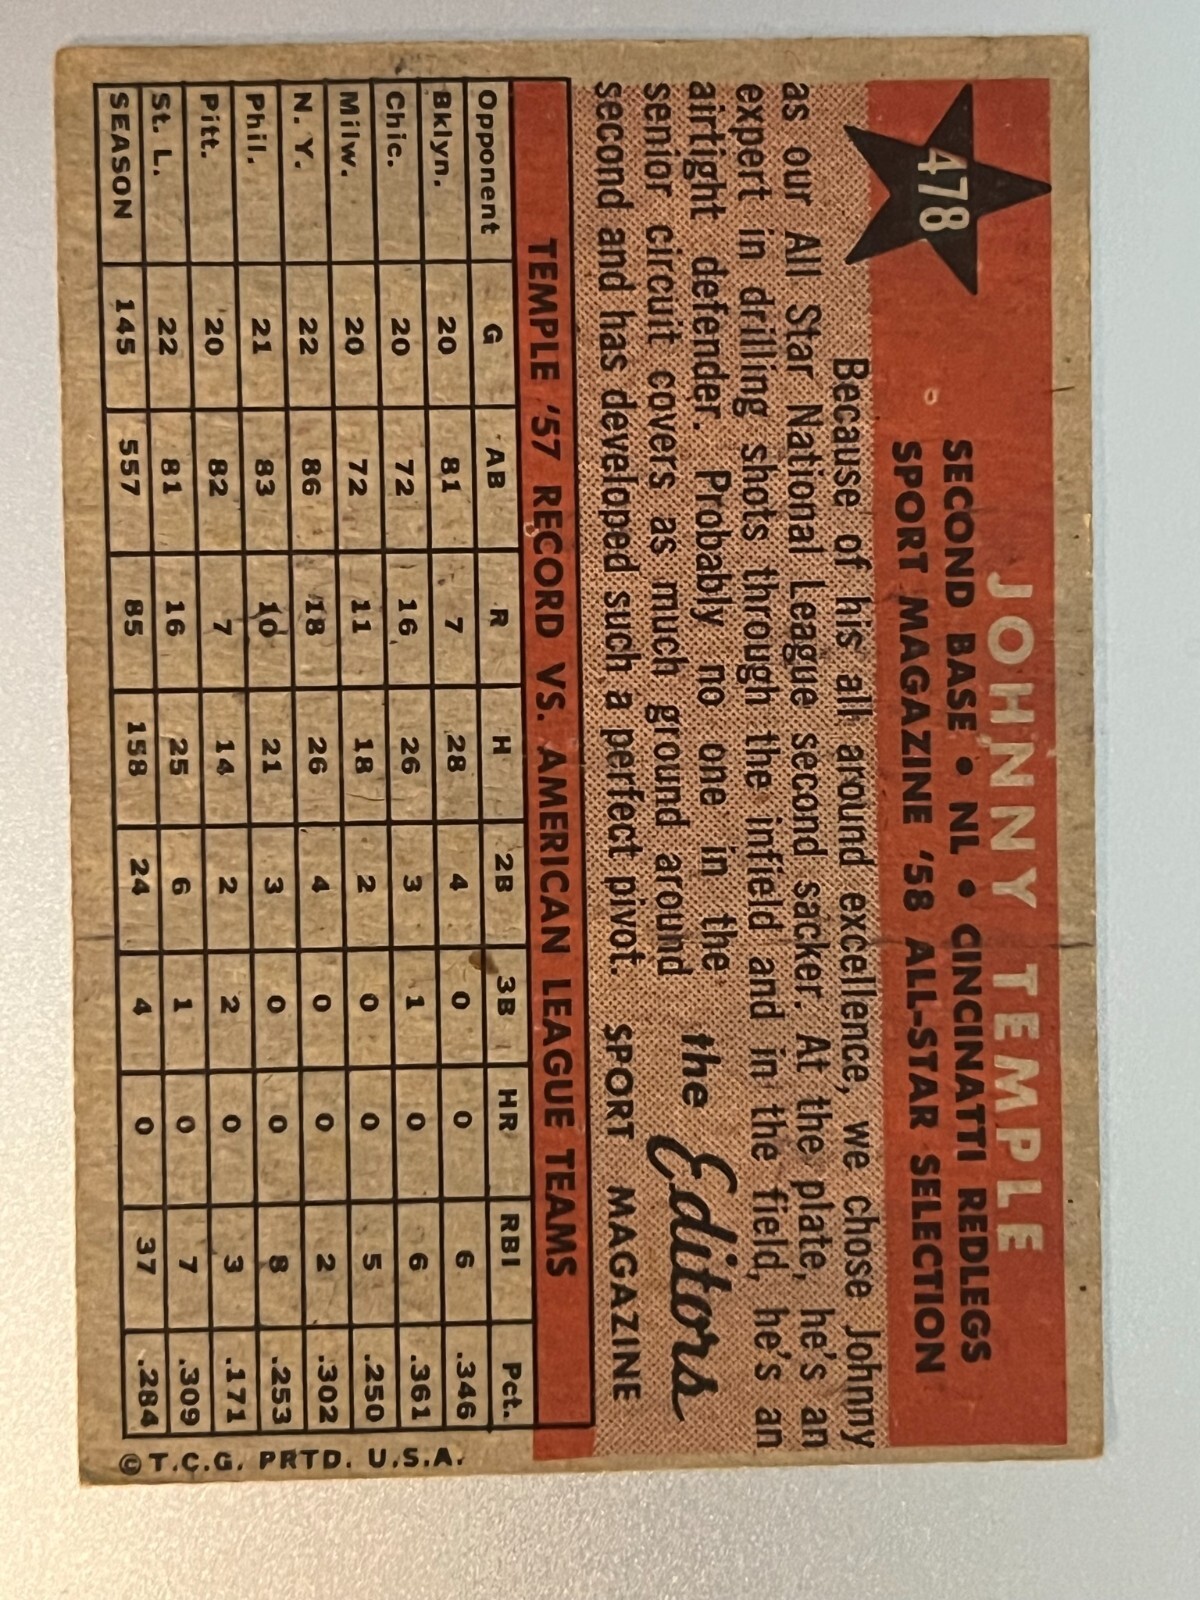 478
JOHNNY TEMPLE
SECOND BASE • NL • CINCINATTI REDLEGS
SPORT MAGAZINE '58 ALL-STAR SELECTION
Because of his all around excellence, we chose Johnny
as our All Star National League second sacker. At the plate, he's an
expert in drilling shots through the infield and in the field, he's an
airtight defender. Probably no one in the
senior circuit covers as much ground around
second and has developed such a perfect pivot.
the Editors
SPORT MAGAZINE
TEMPLE '57 RECORD VS. AMERICAN LEAGUE TEAMS
Opponent G AB R H 2B 3B HR RBI Pct.
Bklyn. 20 81 7 28 4 0 0 6 .346
Chic. 20 72 16 26 3 1 0 6 .361
Milw. 20 72 11 18 2 0 0 5 .250
N. Y. 22 86 18 26 4 0 0 2 .302
Phil. 21 83 10 21 3 0 0 8 .253
Pitt. 20 82 7 14 2 2 0 3 .171
St. L. 22 81 16 25 6 1 0 7 .309
SEASON 145 557 85 158 24 4 0 37 .284
© T.C.G. PRTD. U.S.A.